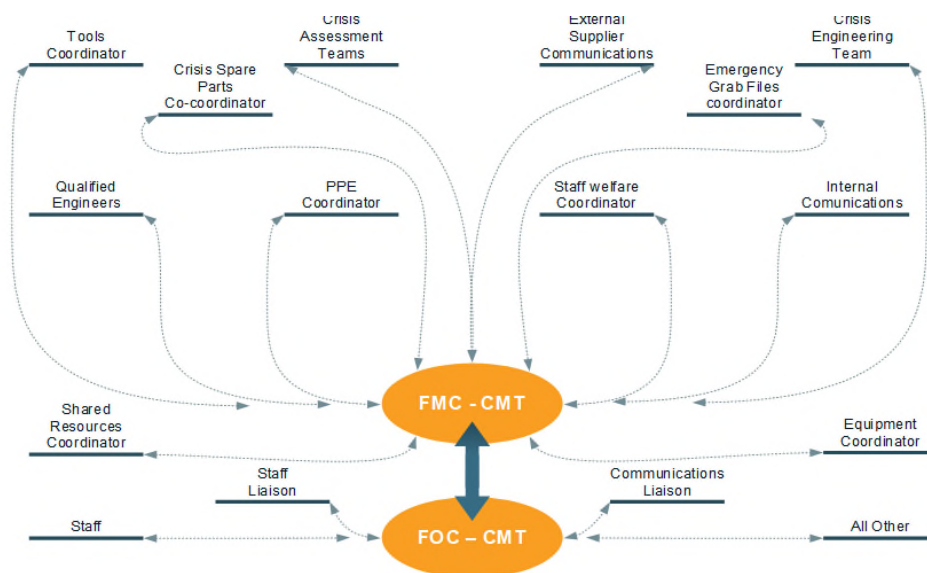 Tools
Coordinator
Crisis
Assessment
Teams
External
Supplier
Communications
Crisis
Engineering
Team
Crisis Spare
Parts
Co-coordinator
Emergency
Grab Files
coordinator
Qualified
Engineers
PPE
Coordinator
Staff welfare
Coordinator
Internal
Comunications
FMC - CMT
Shared
Resources
Coordinator
Equipment
Coordinator
Staff
Liaison
Communications
Liaison
Staff
FOC – CMT
All Other